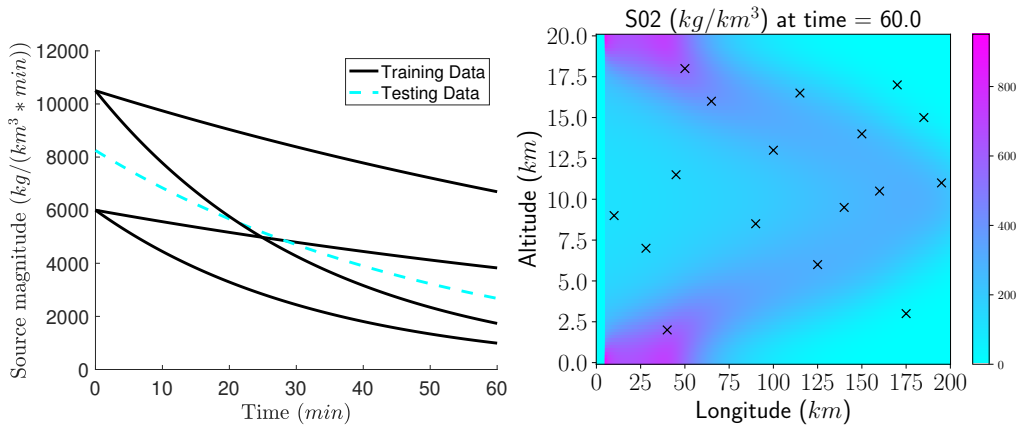 12000
10000
8000
6000
4000
2000
0
0 10 20 30 40 50 60
Source magnitude (kg/(km³ * min))
Time (min)
Training Data
Testing Data
S02 (kg/km³) at time = 60.0
20.0
17.5
15.0
12.5
10.0
7.5
5.0
2.5
0.0
0 25 50 75 100 125 150 175 200
Altitude (km)
Longitude (km)
800
600
400
200
0